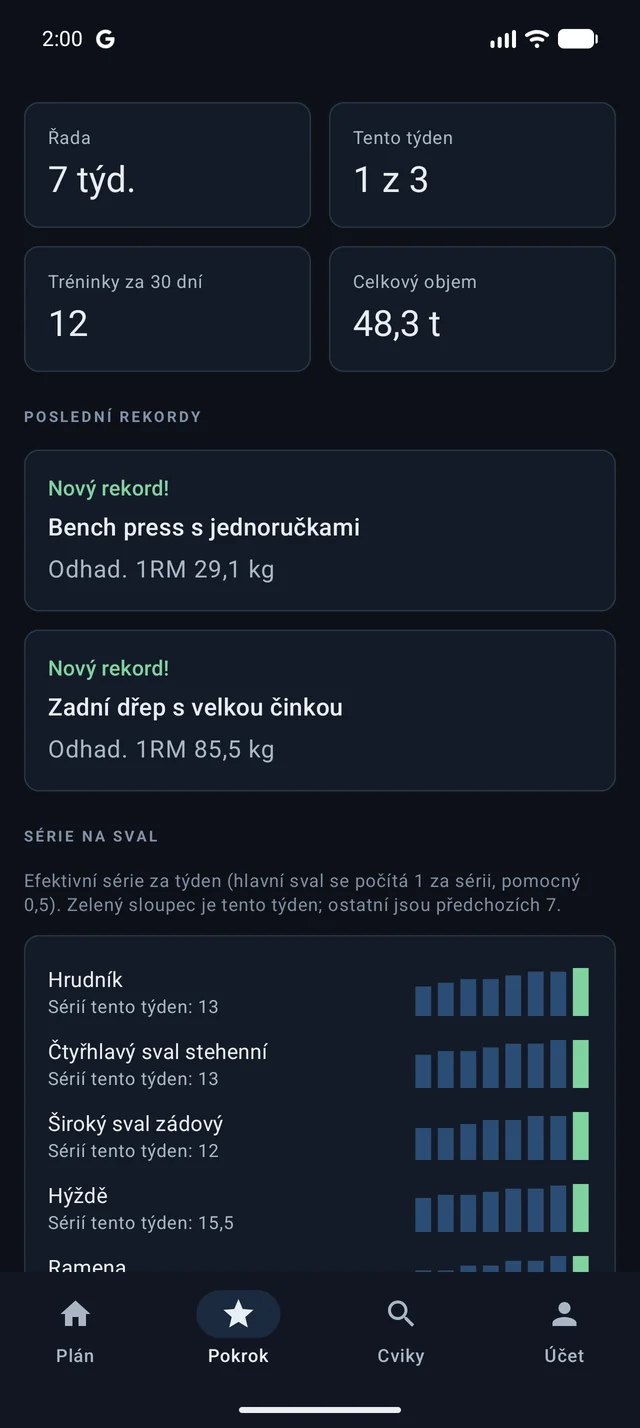 2:00 G
Řada
7 týd.
Tento týden
1 z 3
Tréninky za 30 dní
12
Celkový objem
48,3 t
POSLEDNÍ REKORDY
Nový rekord!
Bench press s jednoručkami
Odhad. 1RM 29,1 kg
Nový rekord!
Zadní dřep s velkou činkou
Odhad. 1RM 85,5 kg
SÉRIE NA SVAL
Efektivní série za týden (hlavní sval se počítá 1 za sérii, pomocný
0,5). Zelený sloupec je tento týden; ostatní jsou předchozích 7.
Hrudník
Sérií tento týden: 13
Čtyřhlavý sval stehenní
Sérií tento týden: 13
Široký sval zádový
Sérií tento týden: 12
Hýždě
Sérií tento týden: 15,5
Ramena
Plán
Pokrok
Cviky
Účet